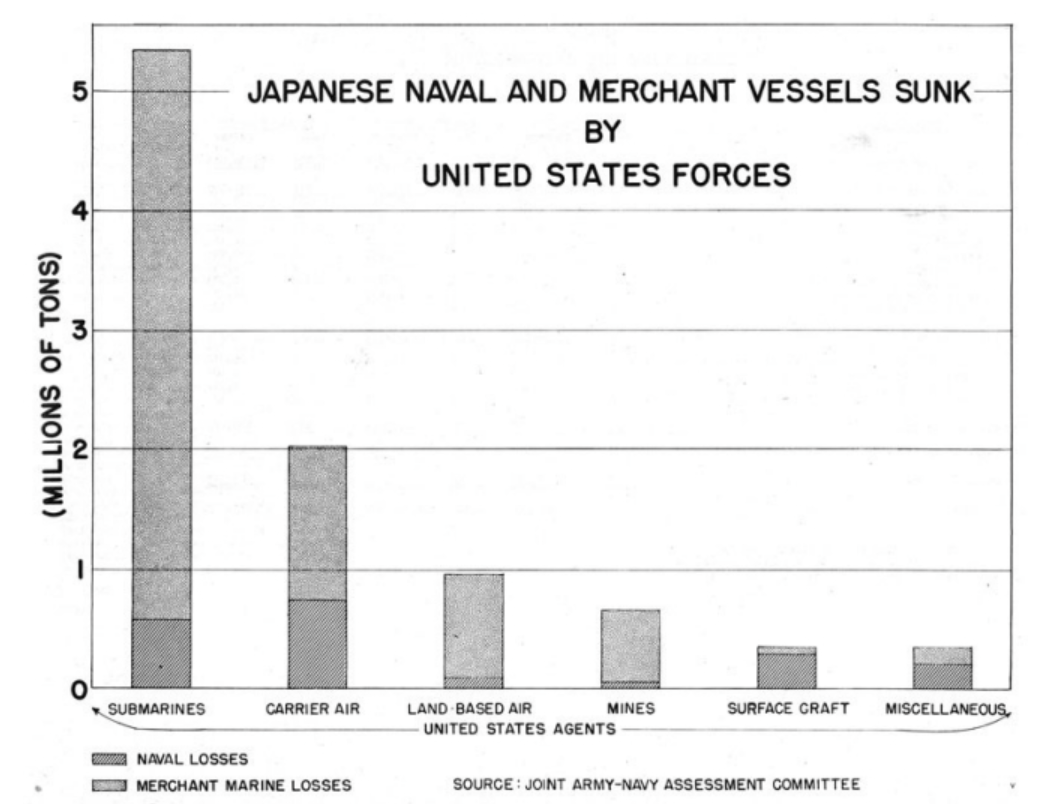 JAPANESE NAVAL AND MERCHANT VESSELS SUNK
BY
UNITED STATES FORCES
(MILLIONS OF TONS)
5
4
3
2
1
0
SUBMARINES CARRIER AIR LAND-BASED AIR MINES SURFACE CRAFT MISCELLANEOUS
UNITED STATES AGENTS
NAVAL LOSSES
MERCHANT MARINE LOSSES
SOURCE: JOINT ARMY-NAVY ASSESSMENT COMMITTEE